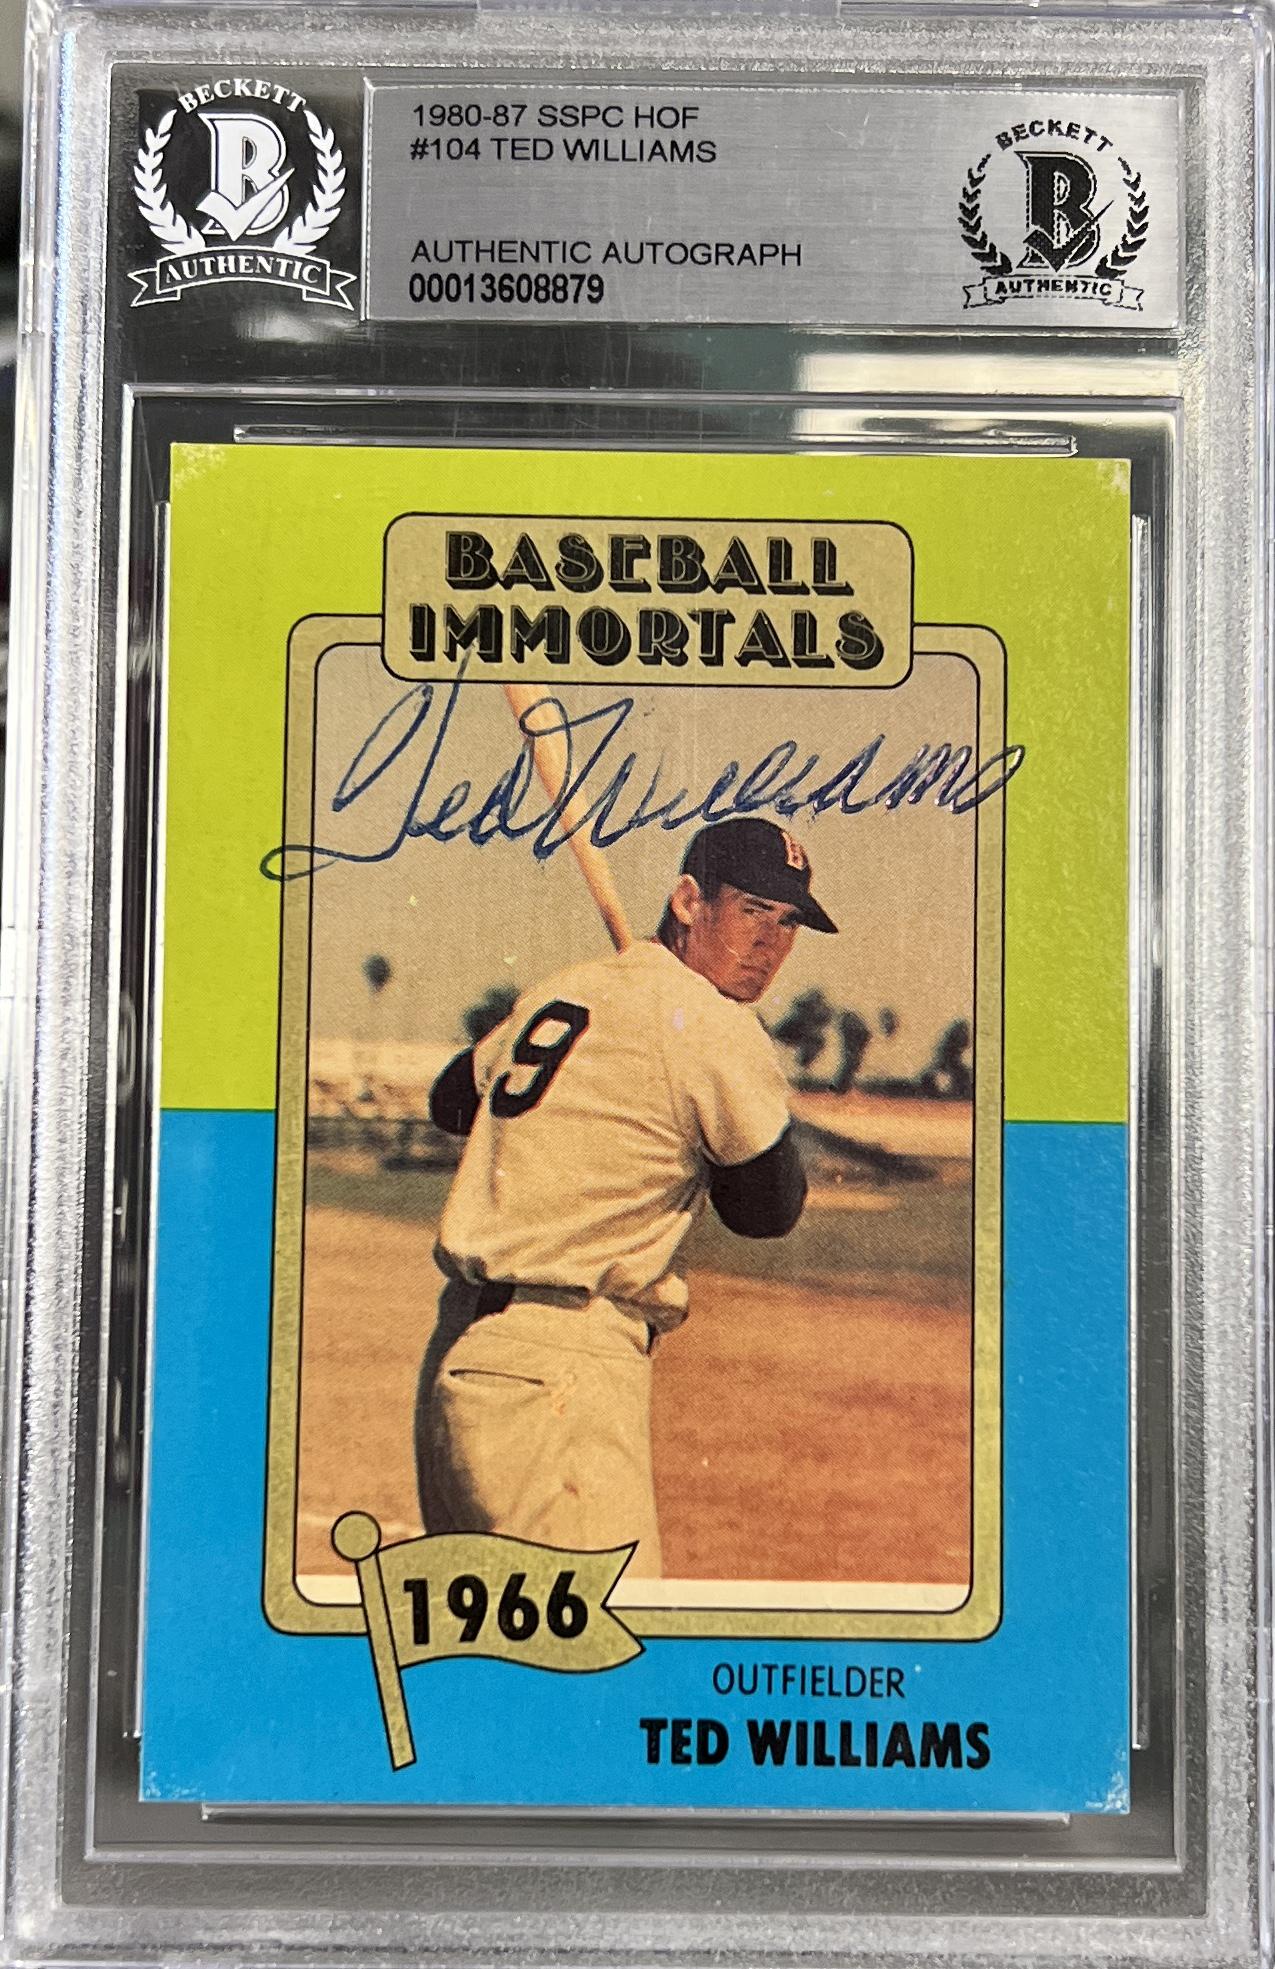 BECKETT
B
AUTHENTIC
1980-87 SSPC HOF
#104 TED WILLIAMS
AUTHENTIC AUTOGRAPH
00013608879
BECKETT
B
AUTHENTIC
BASEBALL
IMMORTALS
Ted Williams
B
9
1966
OUTFIELDER
TED WILLIAMS